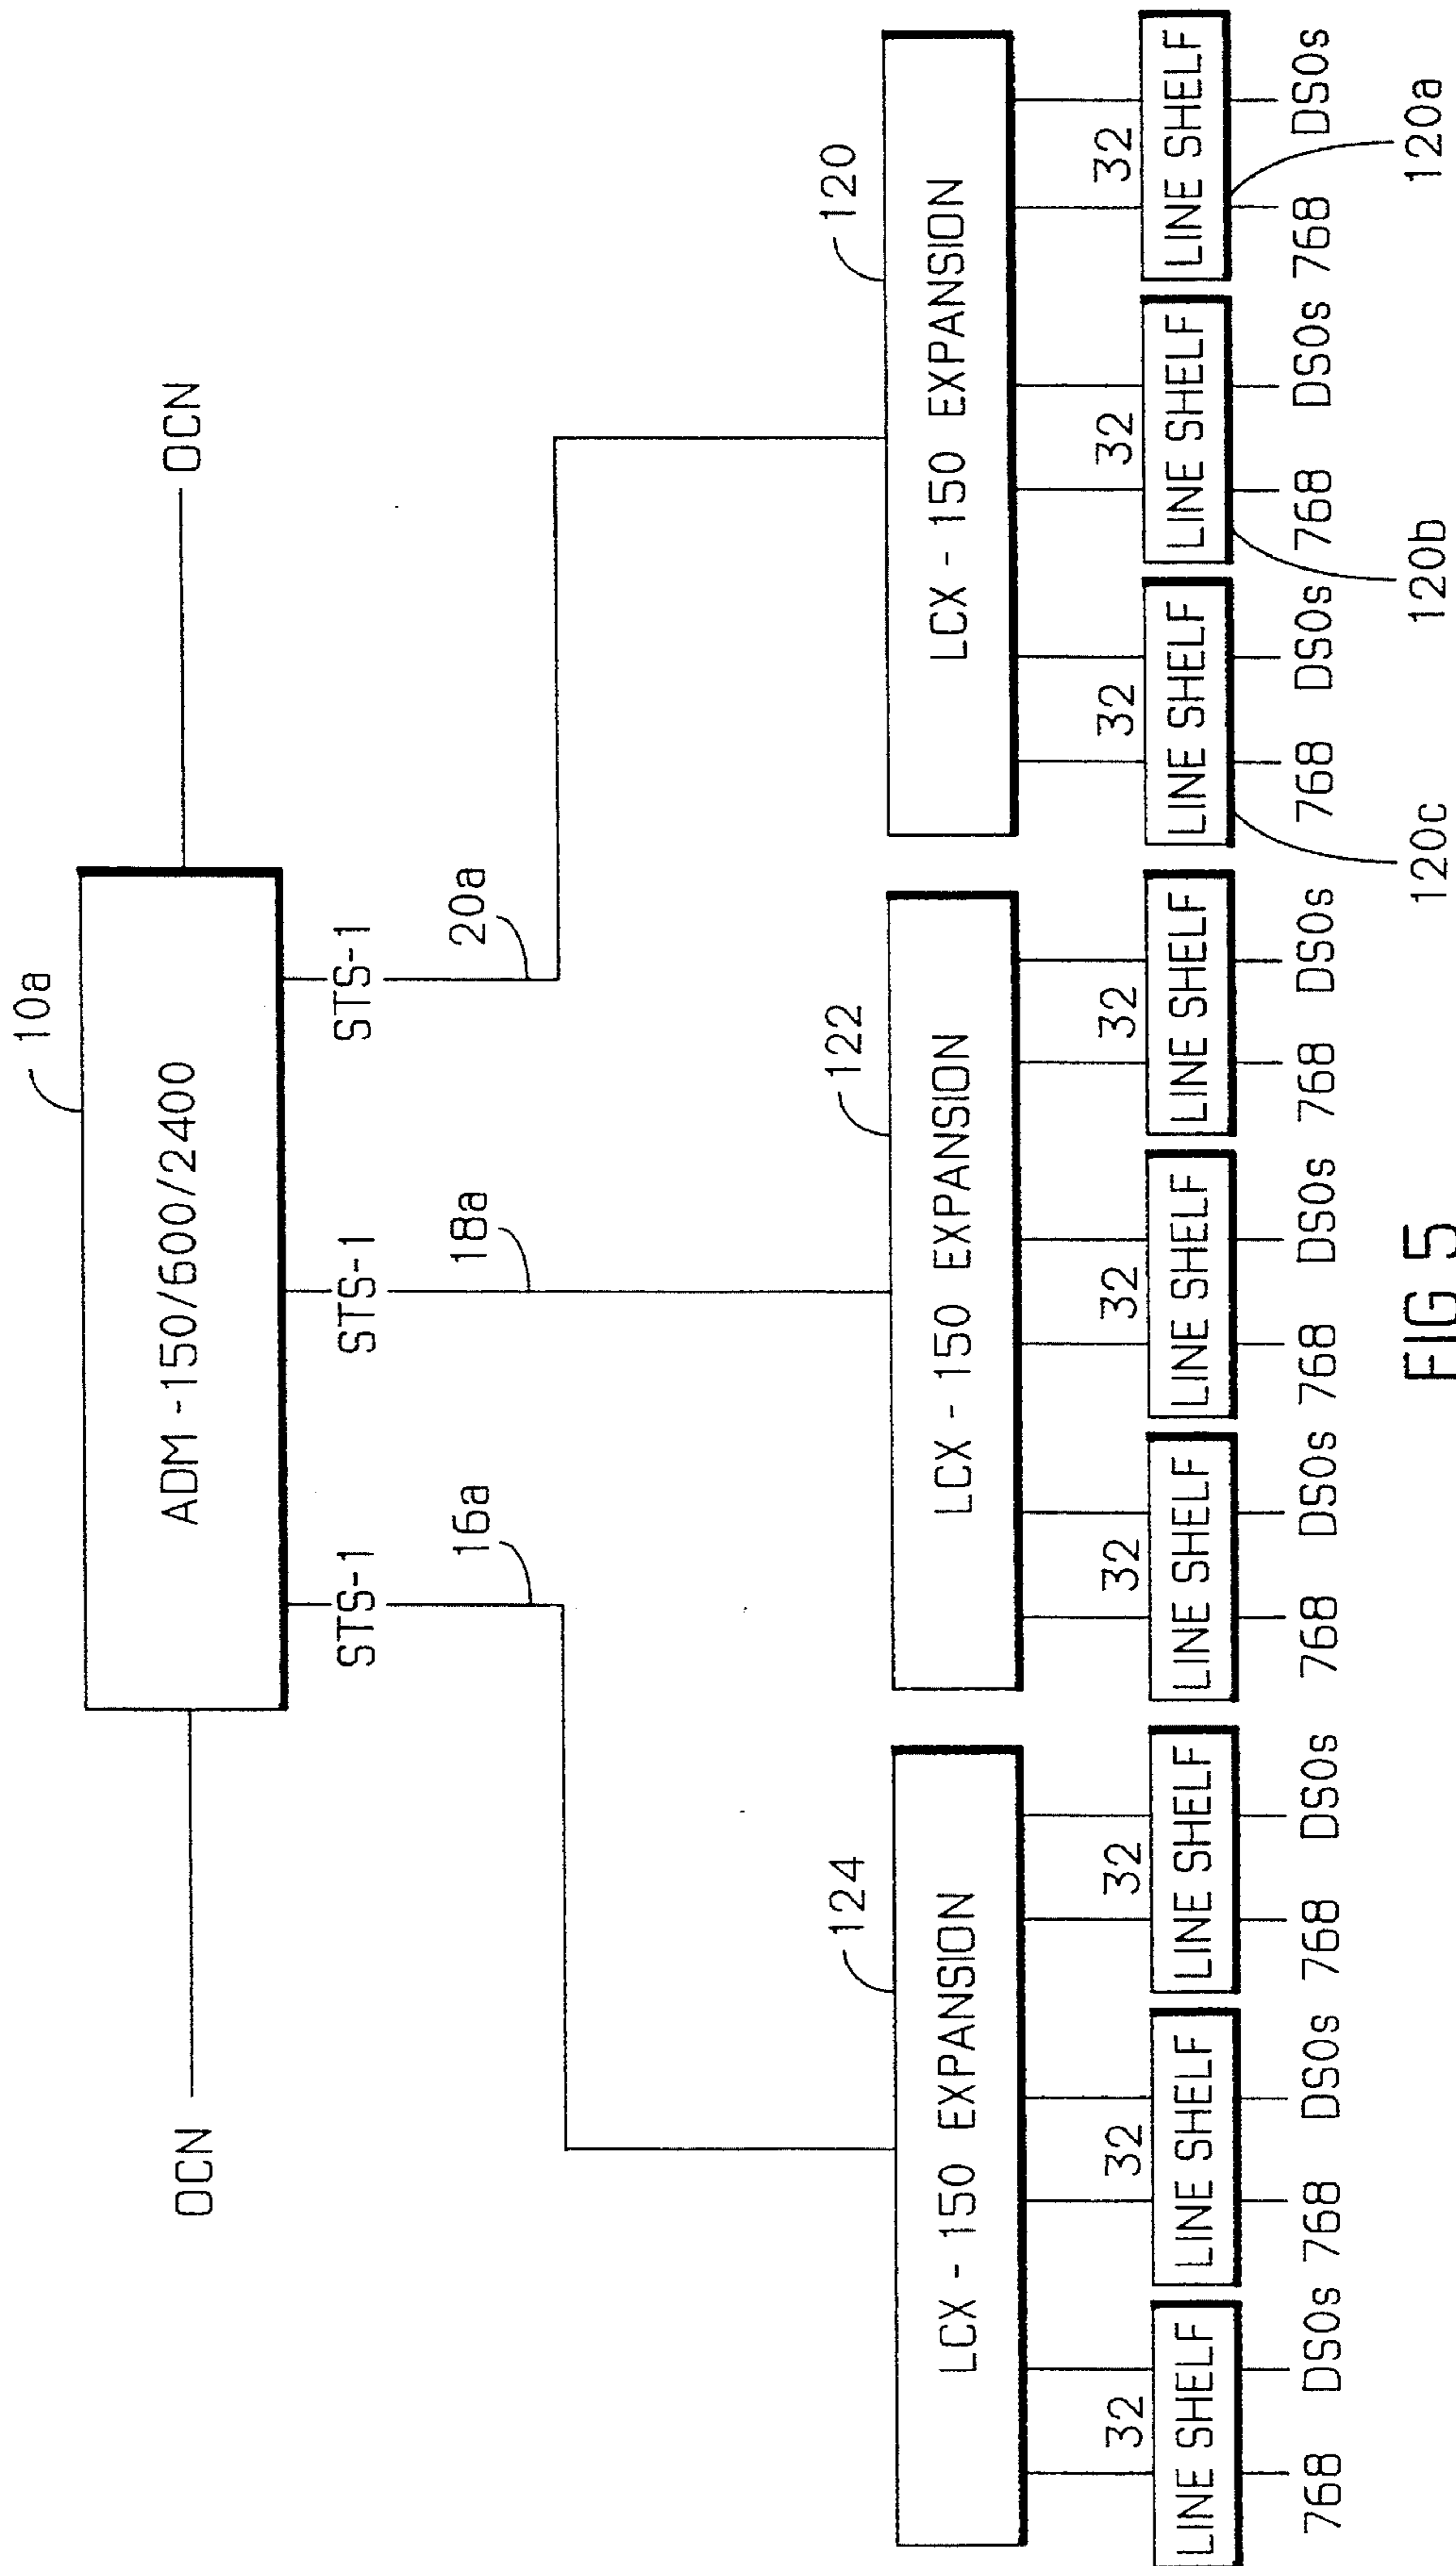 10a
OCN
ADM -150/600/2400
OCN
STS-1
STS-1
STS-1
16a
18a
20a
124
122
120
LCX - 150 EXPANSION
LCX - 150 EXPANSION
LCX - 150 EXPANSION
32
32
32
32
32
32
32
32
32
LINE SHELF
LINE SHELF
LINE SHELF
LINE SHELF
LINE SHELF
LINE SHELF
LINE SHELF
LINE SHELF
LINE SHELF
768 DS0s 768 DS0s 768 DS0s 768 DS0s 768 DS0s 768 DS0s 768 DS0s 768 DS0s 768 DS0s
120c
120b
120a
FIG 5